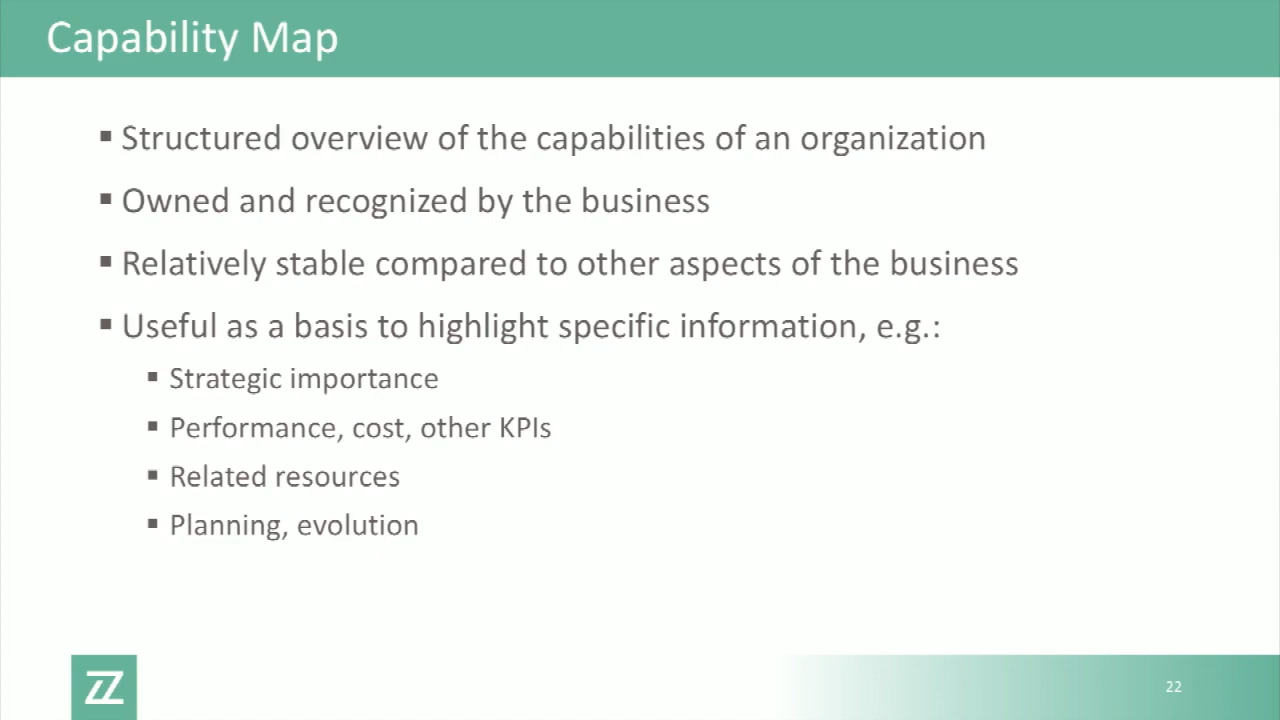 Capability Map
▪ Structured overview of the capabilities of an organization
▪ Owned and recognized by the business
▪ Relatively stable compared to other aspects of the business
▪ Useful as a basis to highlight specific information, e.g.:
▪ Strategic importance
▪ Performance, cost, other KPIs
▪ Related resources
▪ Planning, evolution
ZZ
22